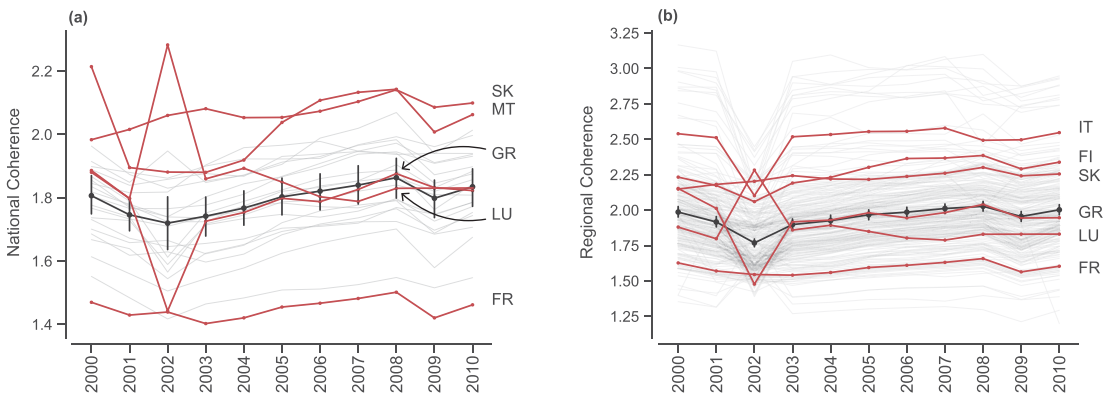 (a)
National Coherence
2.2
2.0
1.8
1.6
1.4
2000 2001 2002 2003 2004 2005 2006 2007 2008 2009 2010
SK
MT
GR
LU
FR
(b)
Regional Coherence
3.25
3.00
2.75
2.50
2.25
2.00
1.75
1.50
1.25
2000 2001 2002 2003 2004 2005 2006 2007 2008 2009 2010
IT
FI
SK
GR
LU
FR